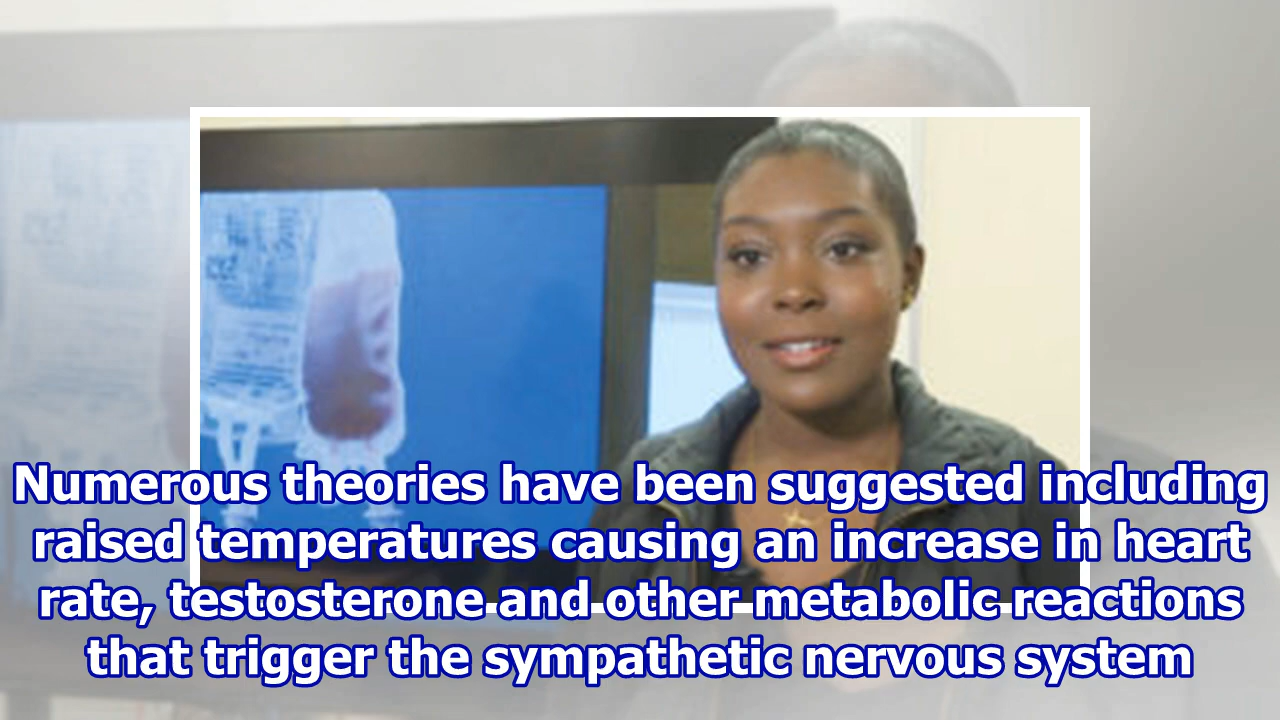 Numerous theories have been suggested including
raised temperatures causing an increase in heart
rate, testosterone and other metabolic reactions
that trigger the sympathetic nervous system